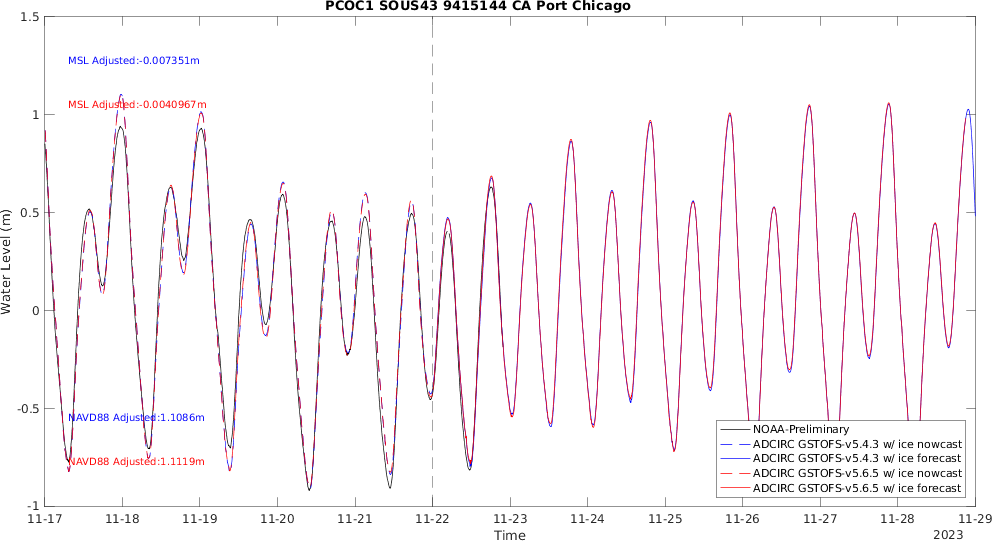 PCOC1 SOUS43 9415144 CA Port Chicago
1.5
MSL Adjusted:-0.007351m
MSL Adjusted:-0.0040967m
1
0.5
Water Level (m)
0
-0.5
NAVD88 Adjusted:1.1086m
NAVD88 Adjusted:1.1119m
-1
NOAA-Preliminary
ADCIRC GSTOFS-v5.4.3 w/ ice nowcast
ADCIRC GSTOFS-v5.4.3 w/ ice forecast
ADCIRC GSTOFS-v5.6.5 w/ ice nowcast
ADCIRC GSTOFS-v5.6.5 w/ ice forecast
11-17 11-18 11-19 11-20 11-21 11-22 11-23 11-24 11-25 11-26 11-27 11-28 11-29
Time
2023